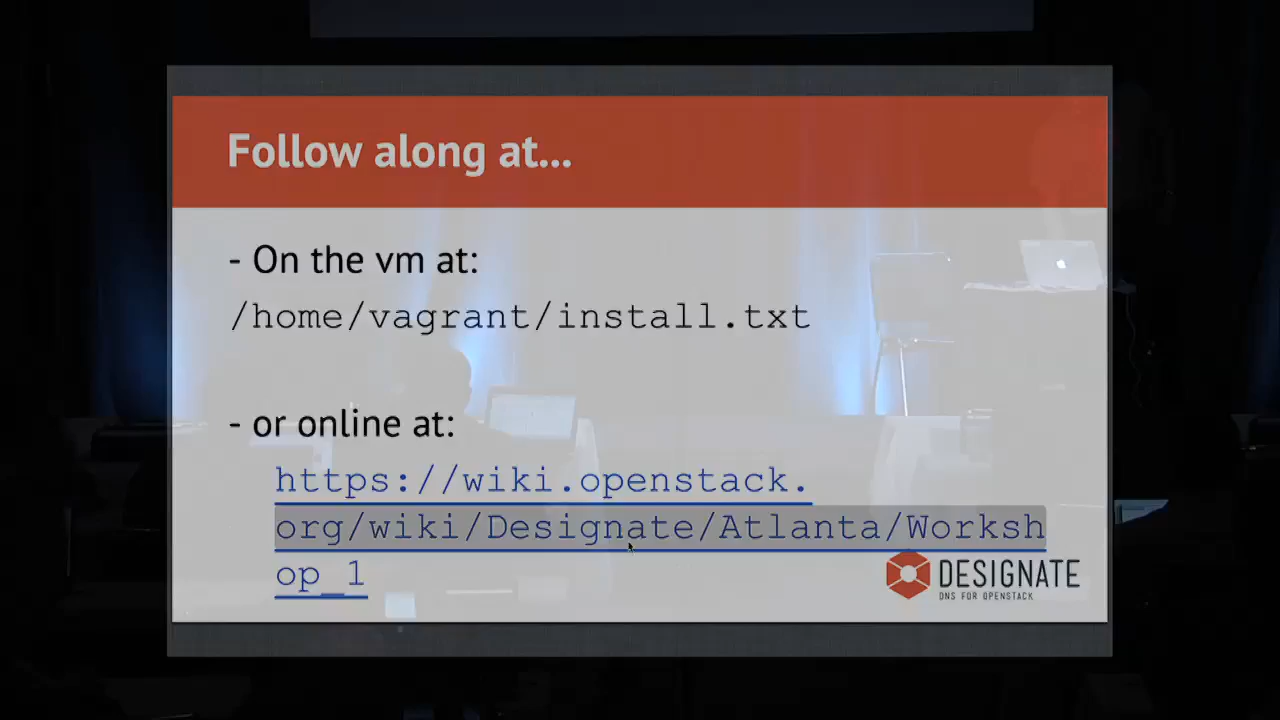 Follow along at...
- On the vm at:
/home/vagrant/install.txt
- or online at:
https://wiki.openstack.
org/wiki/Designate/Atlanta/Worksh
op_1
DESIGNATE
DNS FOR OPENSTACK